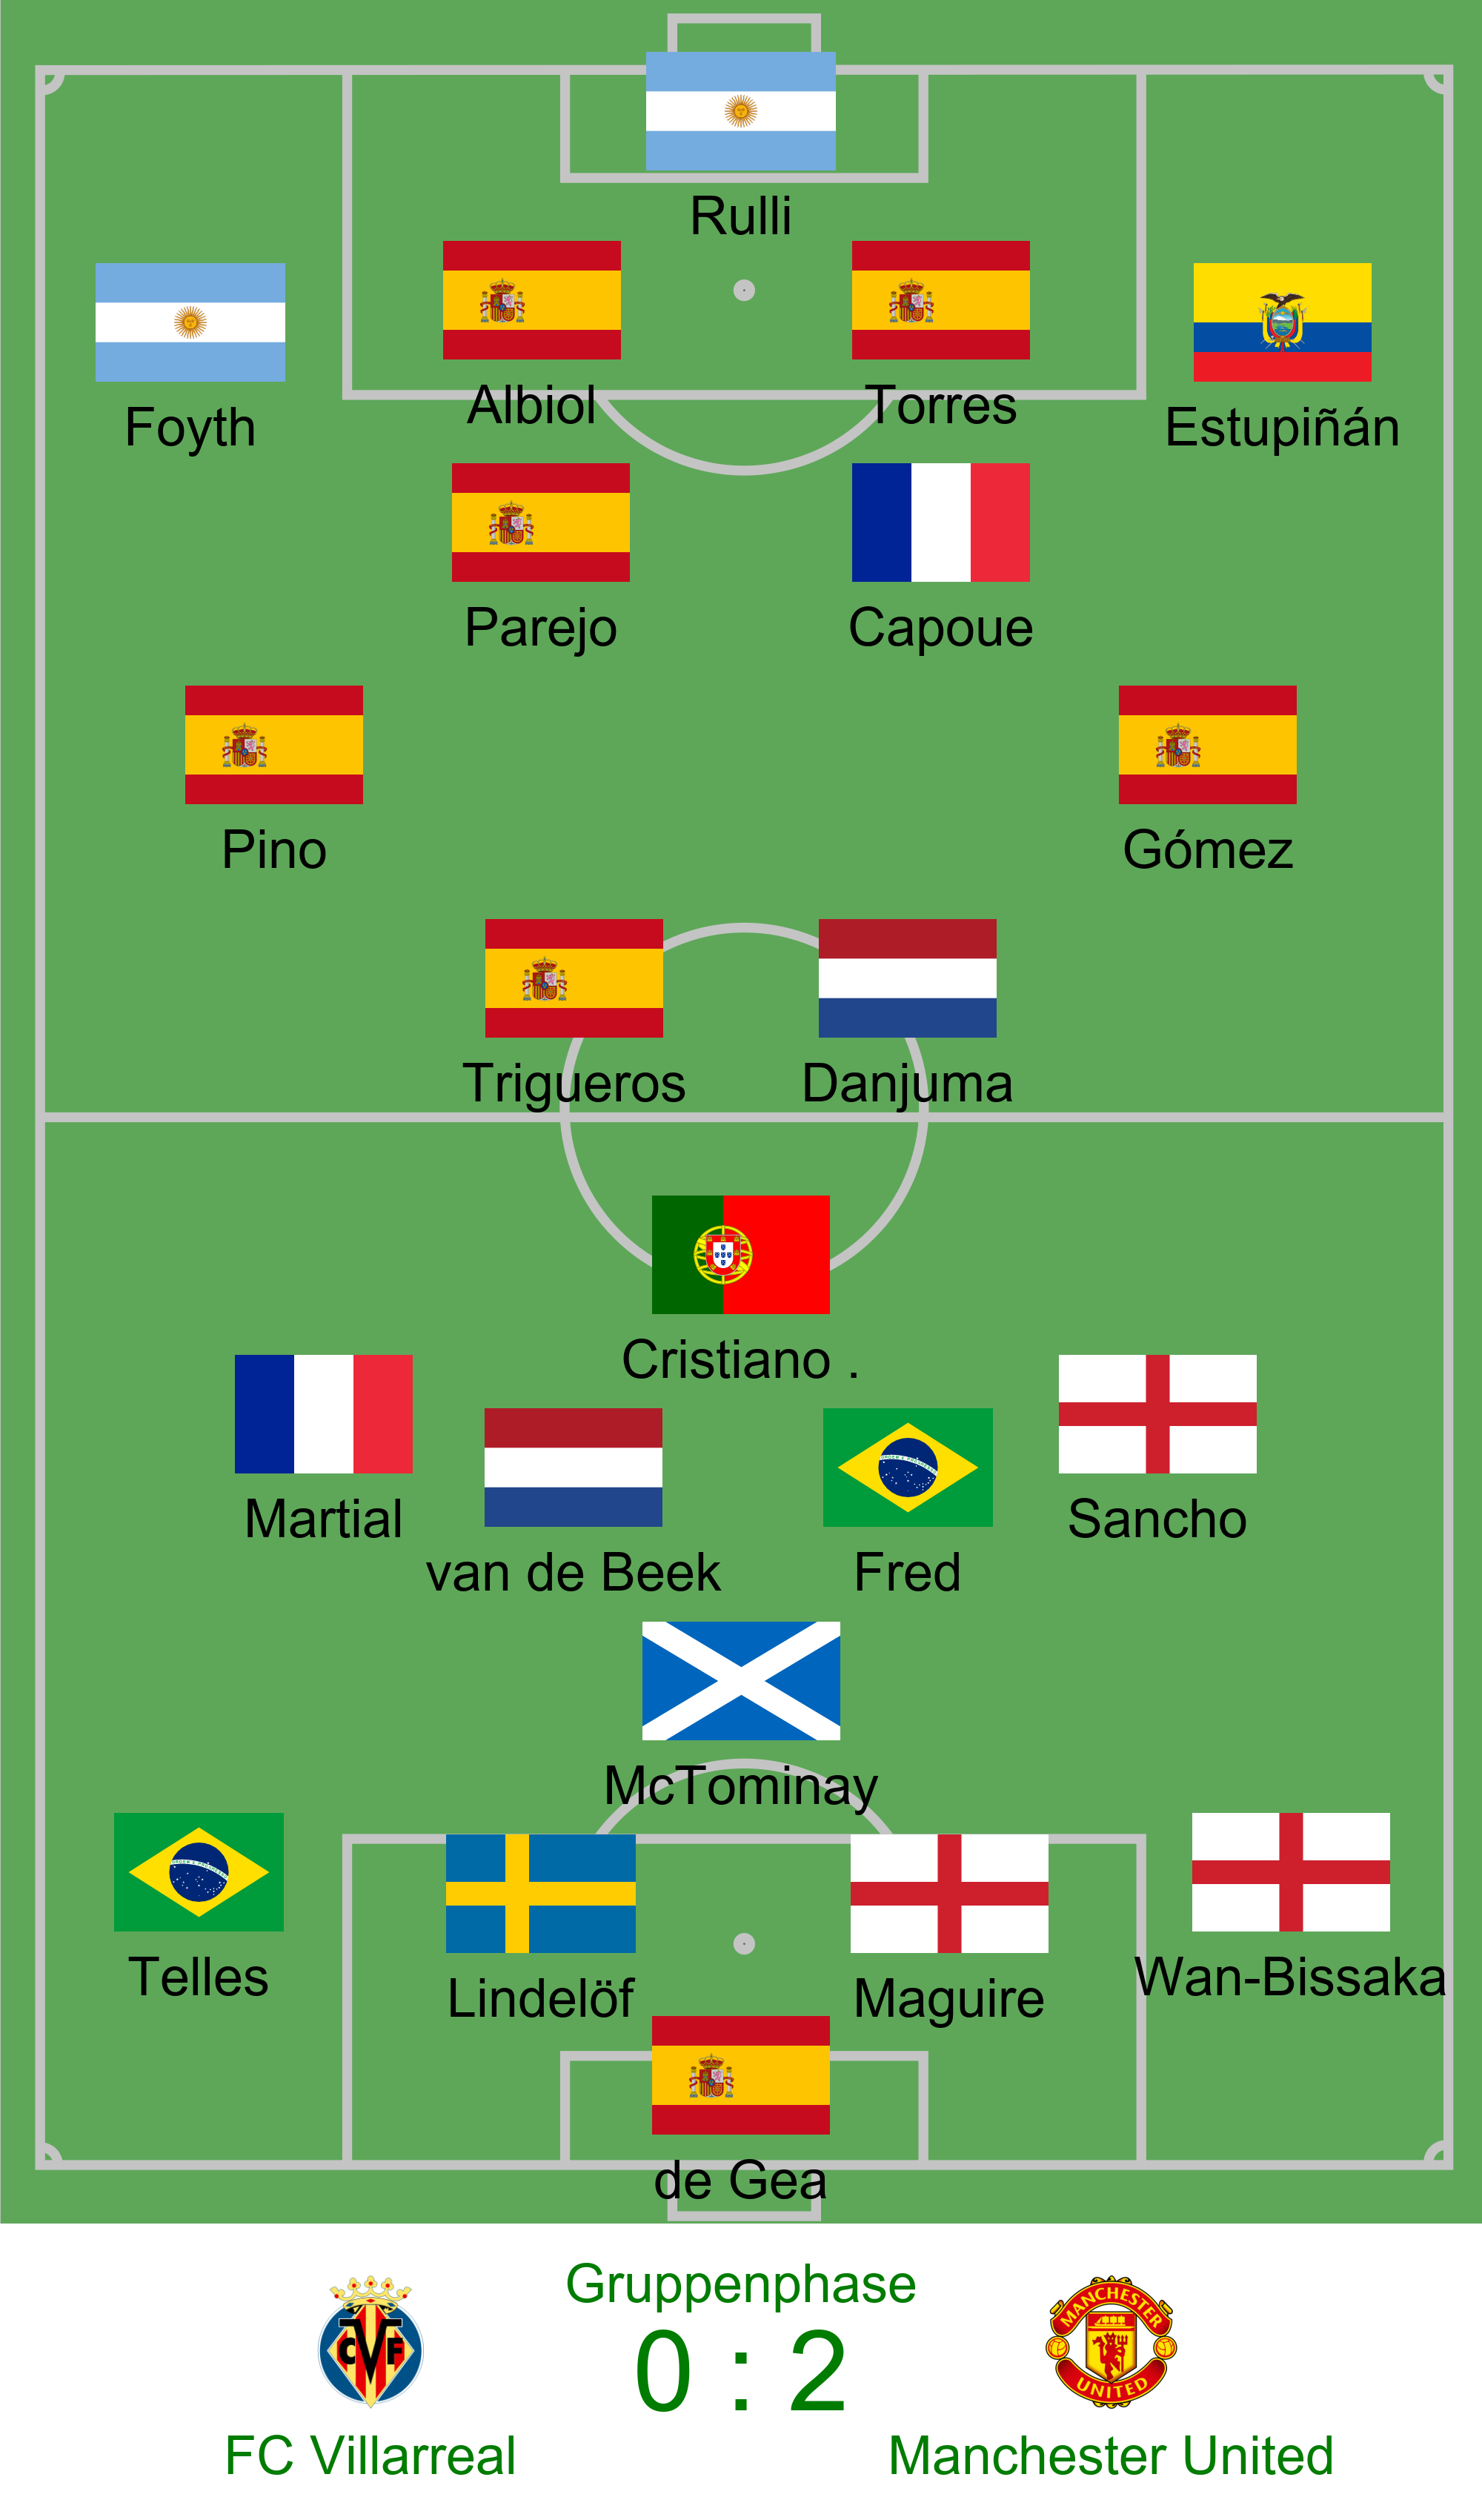 Rulli
Foyth
Albiol
Torres
Estupiñán
Parejo
Capoue
Pino
Gómez
Trigueros
Danjuma
Cristiano .
Martial
van de Beek
Fred
Sancho
McTominay
Telles
Lindelöf
Maguire
Wan-Bissaka
de Gea
Gruppenphase
0 : 2
CVF
MANCHESTER
UNITED
FC Villarreal
Manchester United